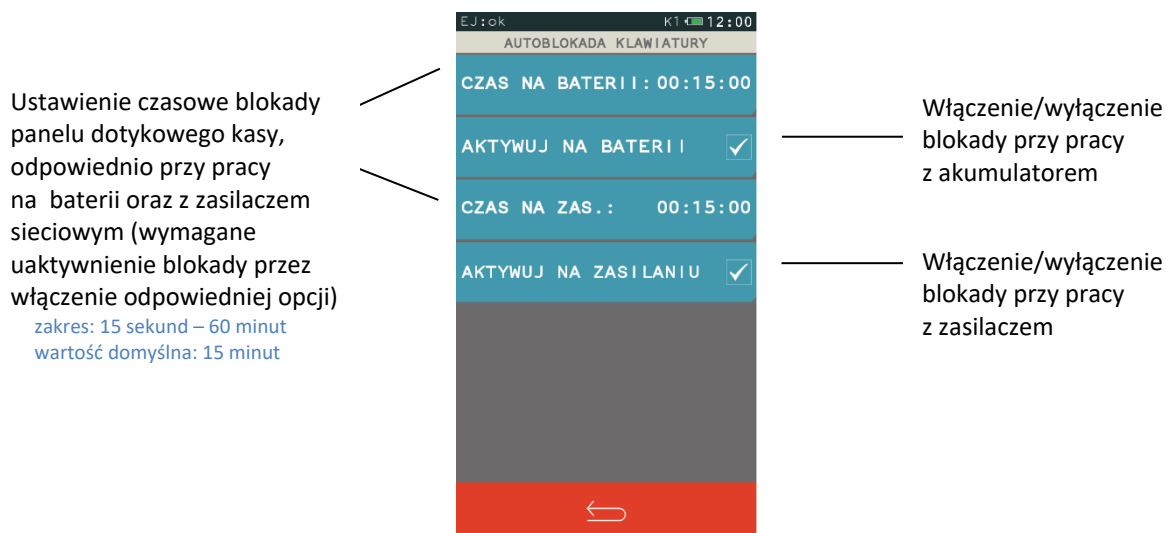 Ustawienie czasowe blokady
panelu dotykowego kasy,
odpowiednio przy pracy
na baterii oraz z zasilaczem
sieciowym (wymagane
uaktywnienie blokady przez
włączenie odpowiedniej opcji)
zakres: 15 sekund – 60 minut
wartość domyślna: 15 minut
EJ:ok K1 12:00
AUTOBLOKADA KLAWIATURY
CZAS NA BATERII: 00:15:00
AKTYWUJ NA BATERII
CZAS NA ZAS.: 00:15:00
AKTYWUJ NA ZASILANIU
Włączenie/wyłączenie
blokady przy pracy
z akumulatorem
Włączenie/wyłączenie
blokady przy pracy
z zasilaczem